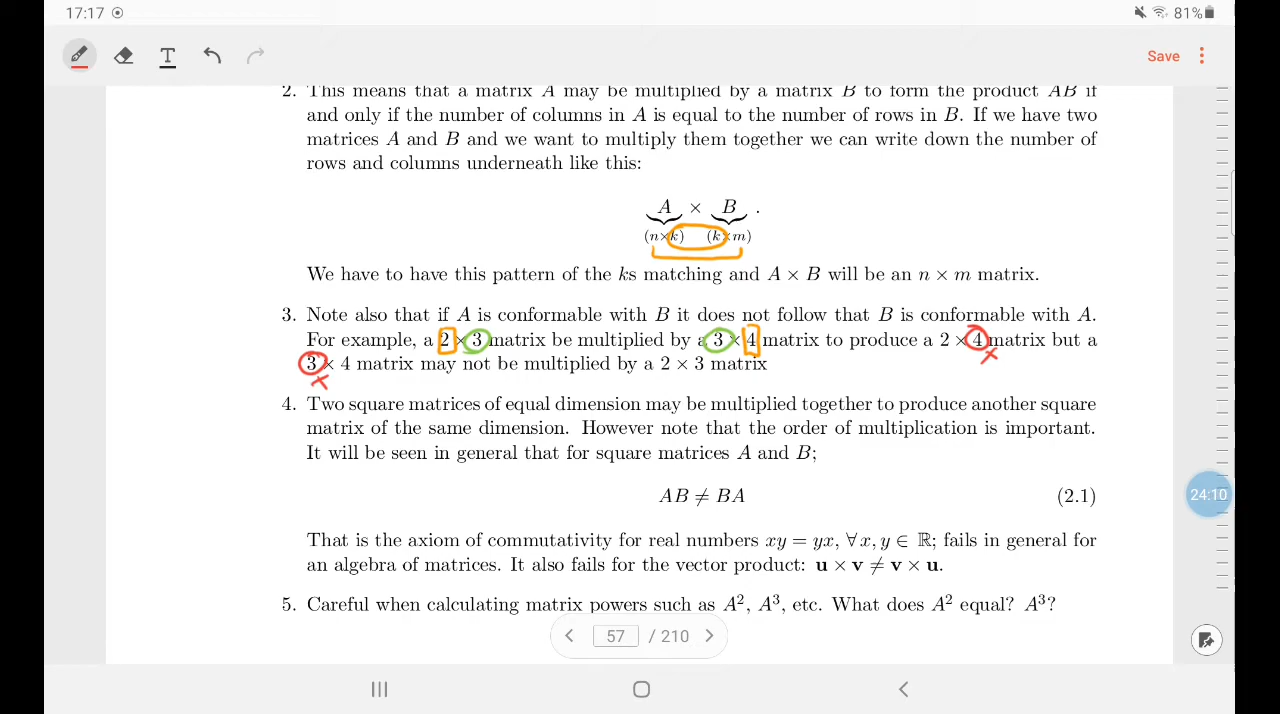 17:17
81%
T
Save
2. This means that a matrix A may be multiplied by a matrix B to form the product AB if
and only if the number of columns in A is equal to the number of rows in B. If we have two
matrices A and B and we want to multiply them together we can write down the number of
rows and columns underneath like this:
A × B .
(n×k) (k×m)
We have to have this pattern of the ks matching and A × B will be an n × m matrix.
3. Note also that if A is conformable with B it does not follow that B is conformable with A.
For example, a 2 × 3 matrix be multiplied by a 3 × 4 matrix to produce a 2 × 4 matrix but a
3 × 4 matrix may not be multiplied by a 2 × 3 matrix
4. Two square matrices of equal dimension may be multiplied together to produce another square
matrix of the same dimension. However note that the order of multiplication is important.
It will be seen in general that for square matrices A and B;
24:10
AB ≠ BA (2.1)
That is the axiom of commutativity for real numbers xy = yx, ∀ x, y ∈ ℝ; fails in general for
an algebra of matrices. It also fails for the vector product: u × v ≠ v × u.
5. Careful when calculating matrix powers such as A², A³, etc. What does A² equal? A³?
57 / 210